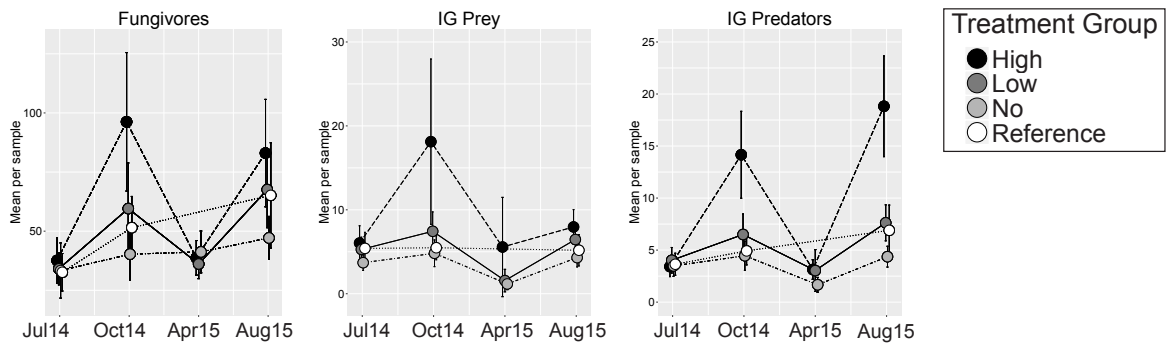 Fungivores
IG Prey
IG Predators
Mean per sample
100
50
Jul14 Oct14 Apr15 Aug15
Mean per sample
30
20
10
0
Jul14 Oct14 Apr15 Aug15
Mean per sample
25
20
15
10
5
0
Jul14 Oct14 Apr15 Aug15
Treatment Group
High
Low
No
Reference